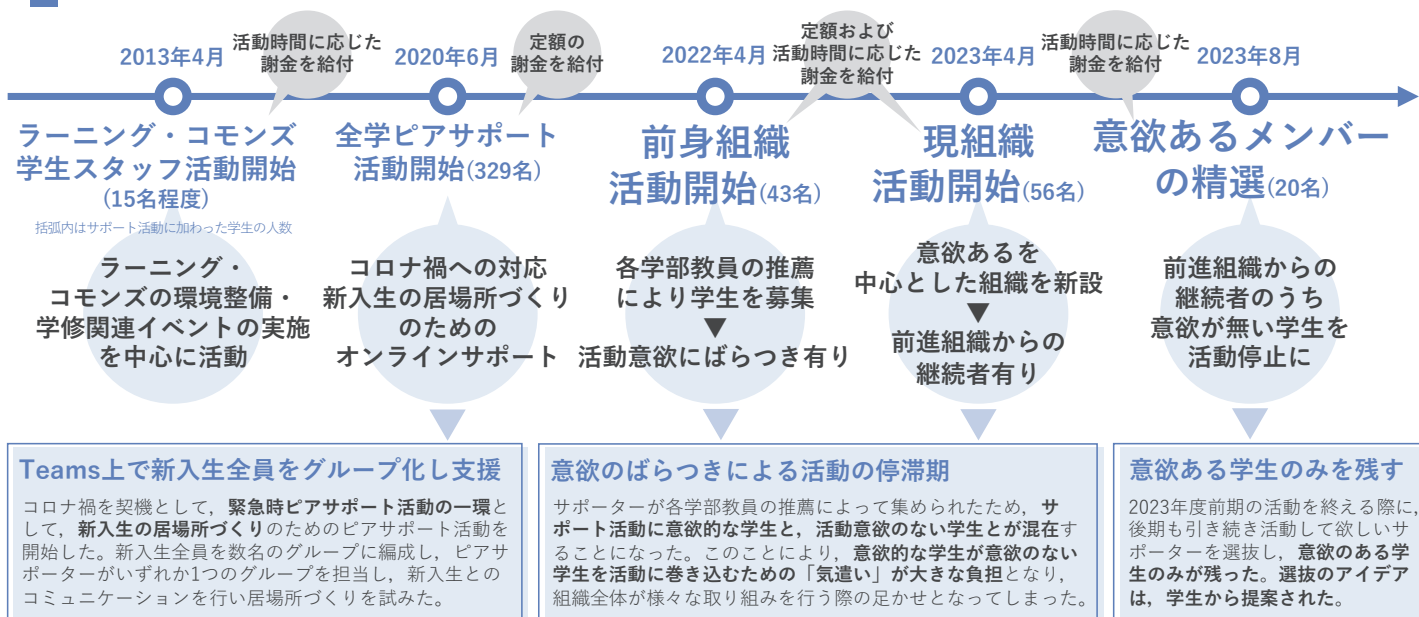 2013年4月
活動時間に応じた
謝金を給付
2020年6月
定額の
謝金を給付
2022年4月
定額および
活動時間に応じた
謝金を給付
2023年4月
活動時間に応じた
謝金を給付
2023年8月
ラーニング・コモンズ
学生スタッフ活動開始
(15名程度)
括弧内はサポート活動に加わった学生の人数
全学ピアサポート
活動開始(329名)
前身組織
活動開始(43名)
現組織
活動開始(56名)
意欲あるメンバー
の精選(20名)
ラーニング・
コモンズの環境整備・
学修関連イベントの実施
を中心に活動
コロナ禍への対応
新入生の居場所づくり
のための
オンラインサポート
各学部教員の推薦
により学生を募集
▼
活動意欲にばらつき有り
意欲あるを
中心とした組織を新設
▼
前進組織からの
継続者有り
前進組織からの
継続者のうち
意欲が無い学生を
活動停止に
Teams上で新入生全員をグループ化し支援
コロナ禍を契機として，緊急時ピアサポート活動の一環と
して，新入生の居場所づくりのためのピアサポート活動を
開始した。新入生全員を数名のグループに編成し，ピアサ
ポーターがいずれか1つのグループを担当し，新入生との
コミュニケーションを行い居場所づくりを試みた。
意欲のばらつきによる活動の停滞期
サポーターが各学部教員の推薦によって集められたため，サ
ポート活動に意欲的な学生と，活動意欲のない学生とが混在す
ることになった。このことにより，意欲的な学生が意欲のない
学生を活動に巻き込むための「気遣い」が大きな負担となり，
組織全体が様々な取り組みを行う際の足かせとなってしまった。
意欲ある学生のみを残す
2023年度前期の活動を終える際に，
後期も引き続き活動して欲しいサ
ポーターを選抜し，意欲のある学
生のみが残った。選抜のアイデア
は，学生から提案された。